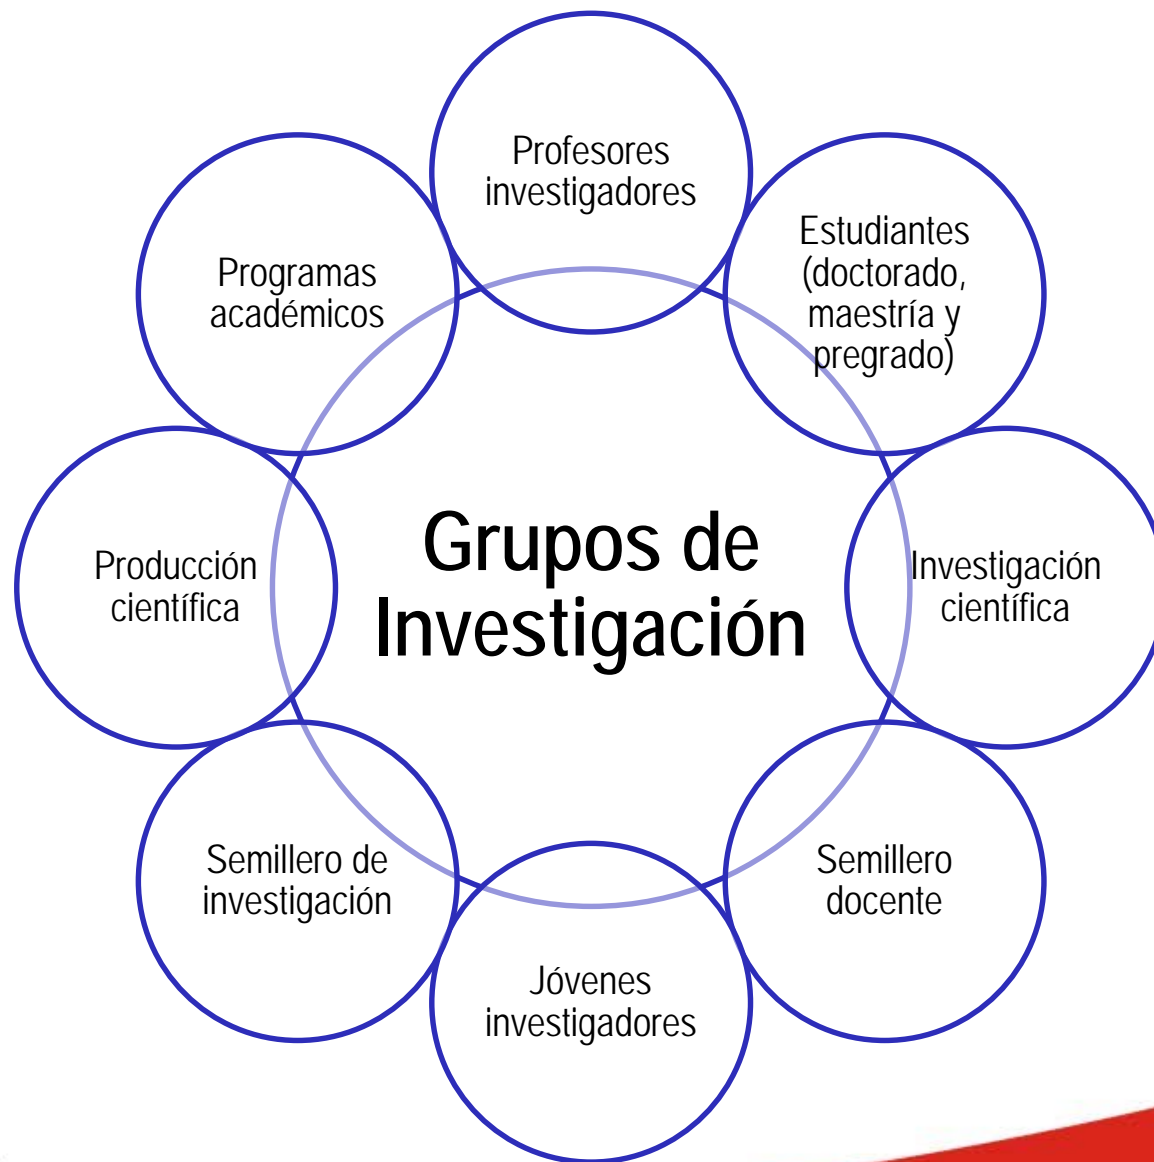 Profesores
investigadores
Estudiantes
(doctorado,
maestría y
pregrado)
Programas
académicos
Grupos de
Investigación
Producción
científica
Investigación
científica
Semillero de
investigación
Semillero
docente
Jóvenes
investigadores